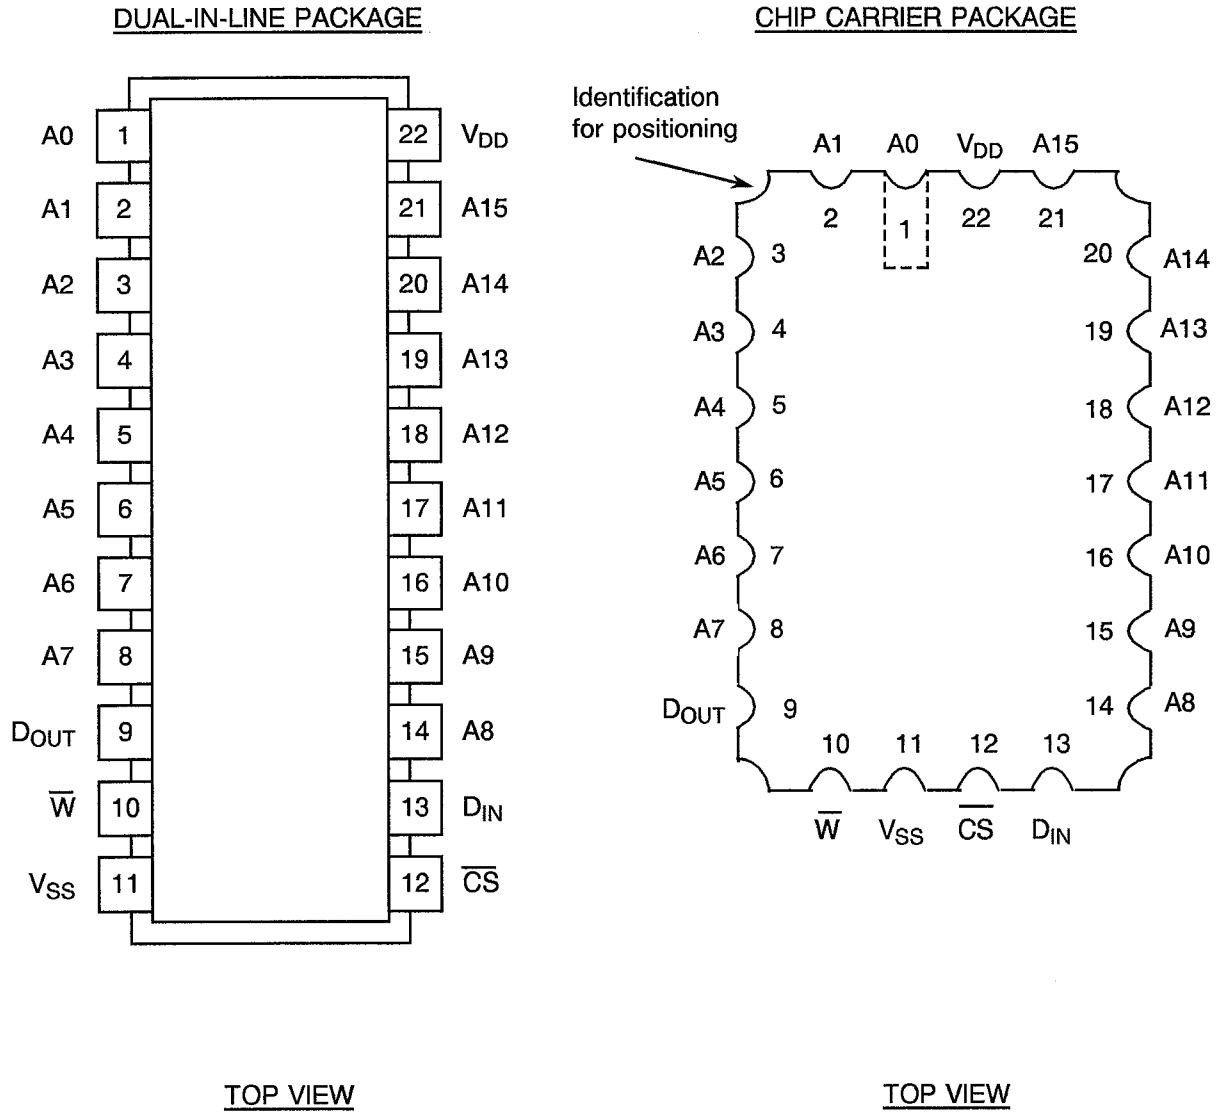 DUAL-IN-LINE PACKAGE
A0 1 22 VDD
A1 2 21 A15
A2 3 20 A14
A3 4 19 A13
A4 5 18 A12
A5 6 17 A11
A6 7 16 A10
A7 8 15 A9
DOUT 9 14 A8
W̅ 10 13 DIN
VSS 11 12 C̅S̅
TOP VIEW
CHIP CARRIER PACKAGE
Identification
for positioning
A1 A0 VDD A15
2 1 22 21
A2 3 20 A14
A3 4 19 A13
A4 5 18 A12
A5 6 17 A11
A6 7 16 A10
A7 8 15 A9
DOUT 9 14 A8
10 11 12 13
W̅ VSS C̅S̅ DIN
TOP VIEW